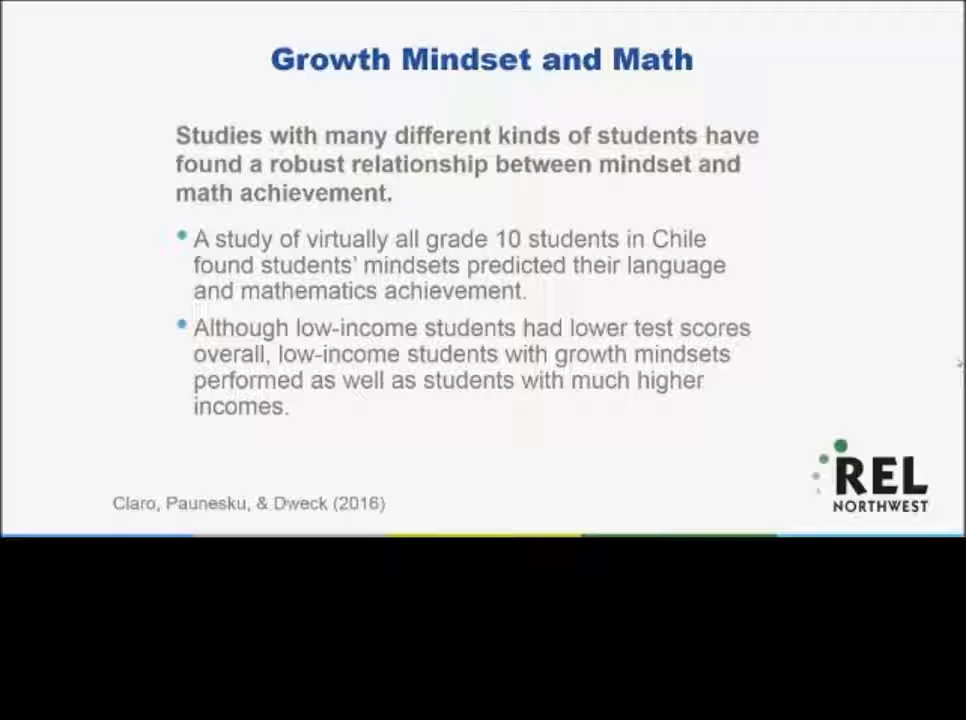 Growth Mindset and Math
Studies with many different kinds of students have
found a robust relationship between mindset and
math achievement.
• A study of virtually all grade 10 students in Chile
found students’ mindsets predicted their language
and mathematics achievement.
• Although low-income students had lower test scores
overall, low-income students with growth mindsets
performed as well as students with much higher
incomes.
Claro, Paunesku, & Dweck (2016)
REL
NORTHWEST